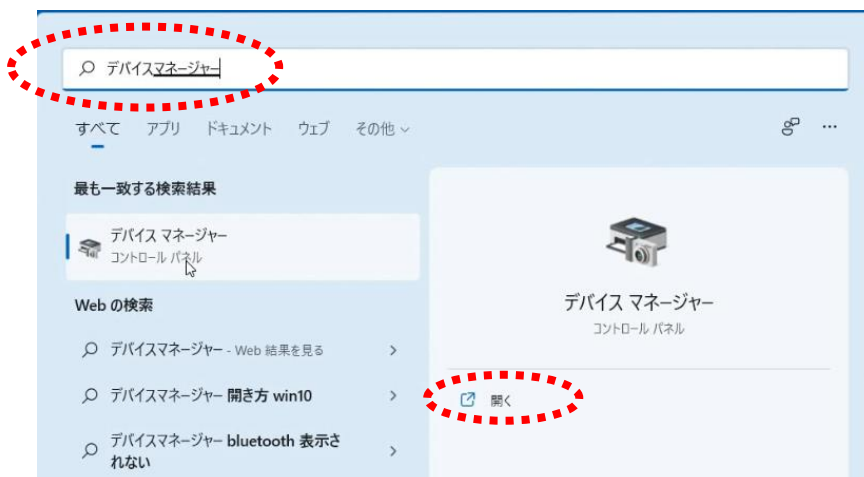 デバイスマネージャー
すべて アプリ ドキュメント ウェブ その他
最も一致する検索結果
デバイス マネージャー
コントロール パネル
Web の検索
デバイスマネージャー - Web 結果を見る
デバイスマネージャー 開き方 win10
デバイスマネージャー bluetooth 表示さ
れない
デバイス マネージャー
コントロール パネル
開く